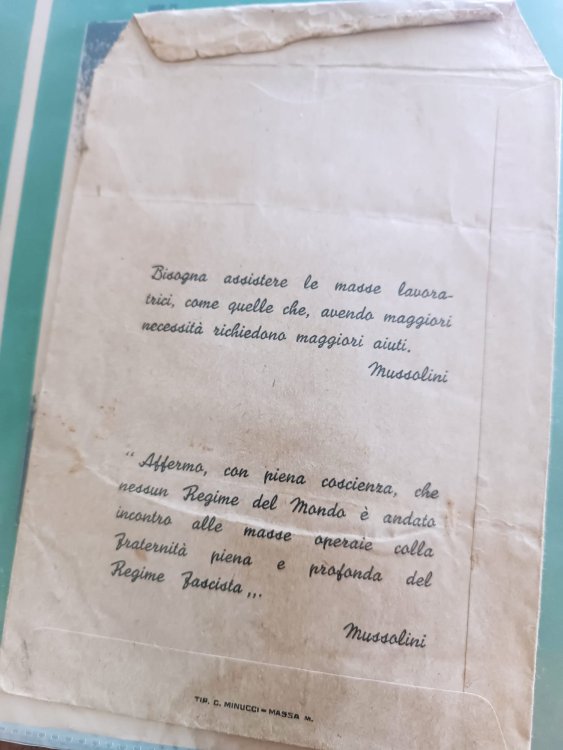 Bisogna assistere le masse lavora-
trici, come quelle che, avendo maggiori
necessità richiedono maggiori aiuti.
Mussolini
“Affermo, con piena coscienza, che
nessun Regime del Mondo è andato
incontro alle masse operaie colla
Fraternità piena e profonda del
Regime Fascista„.
Mussolini
TIP. C. MINUCCI - MASSA M.